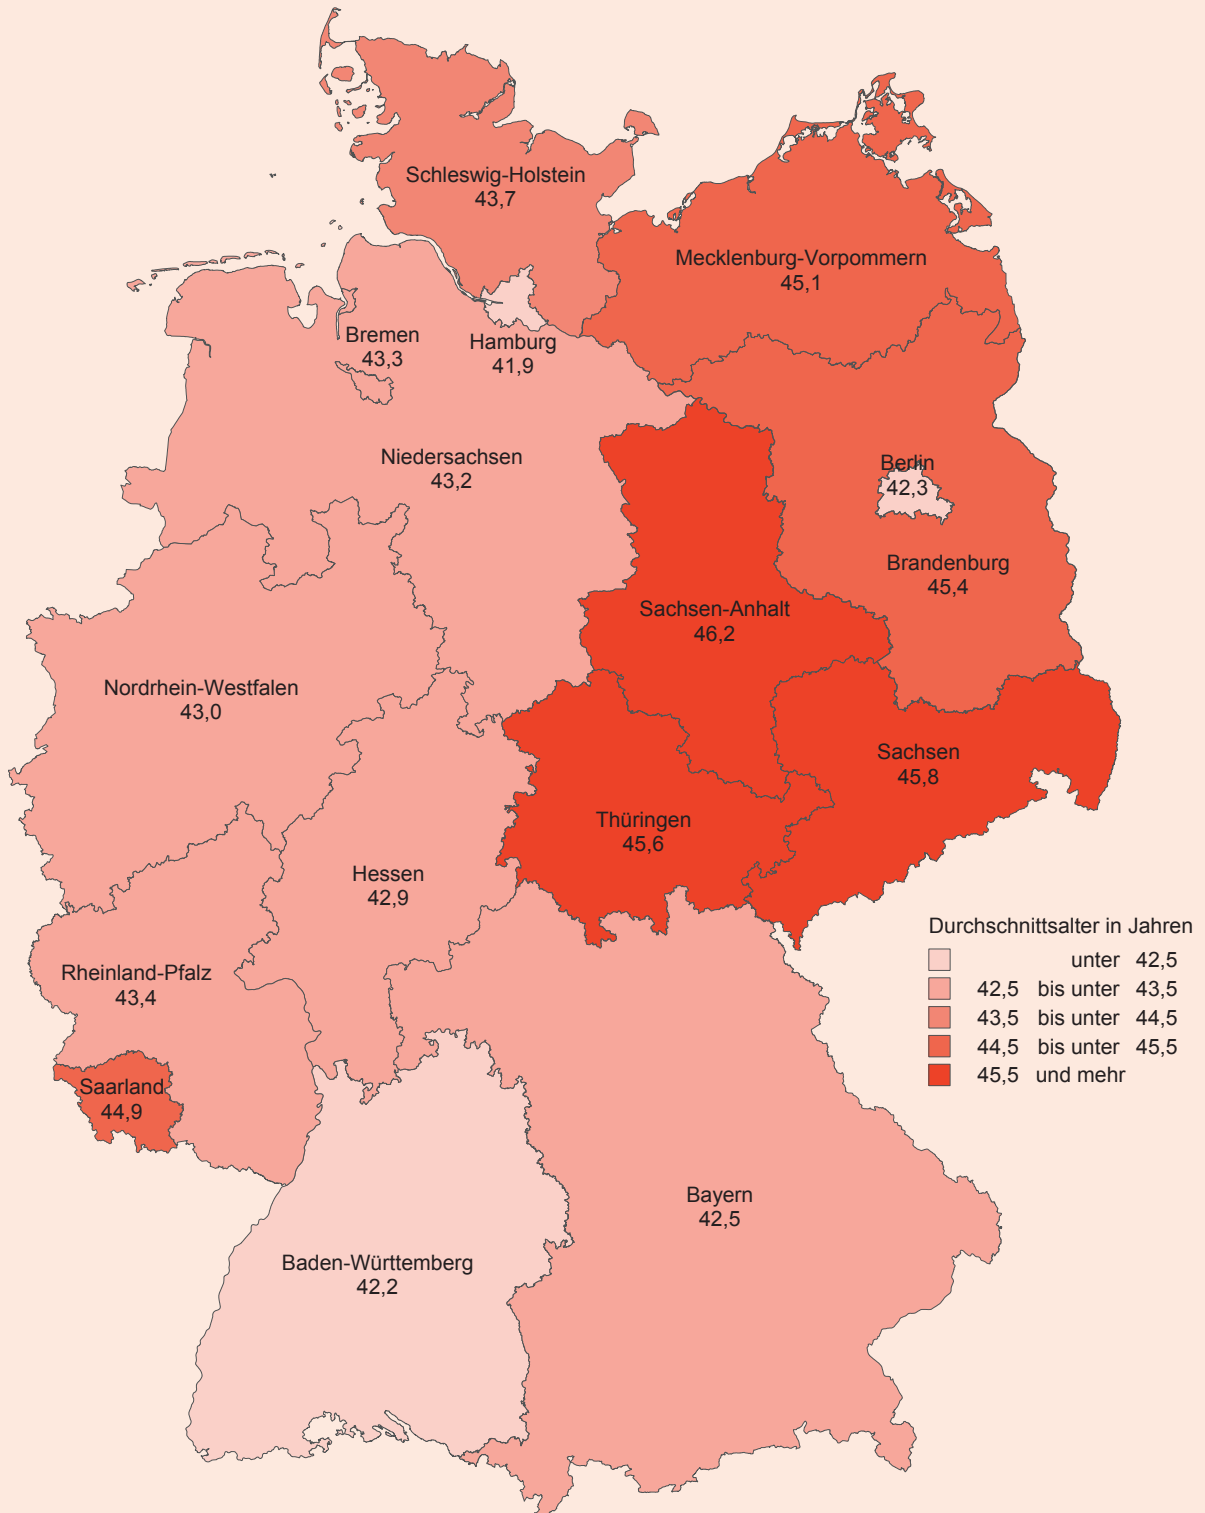 Schleswig-Holstein
43,7
Mecklenburg-Vorpommern
45,1
Bremen
43,3
Hamburg
41,9
Niedersachsen
43,2
Berlin
42,3
Brandenburg
45,4
Sachsen-Anhalt
46,2
Nordrhein-Westfalen
43,0
Sachsen
45,8
Thüringen
45,6
Hessen
42,9
Rheinland-Pfalz
43,4
Saarland
44,9
Bayern
42,5
Baden-Württemberg
42,2
Durchschnittsalter in Jahren
unter 42,5
42,5 bis unter 43,5
43,5 bis unter 44,5
44,5 bis unter 45,5
45,5 und mehr